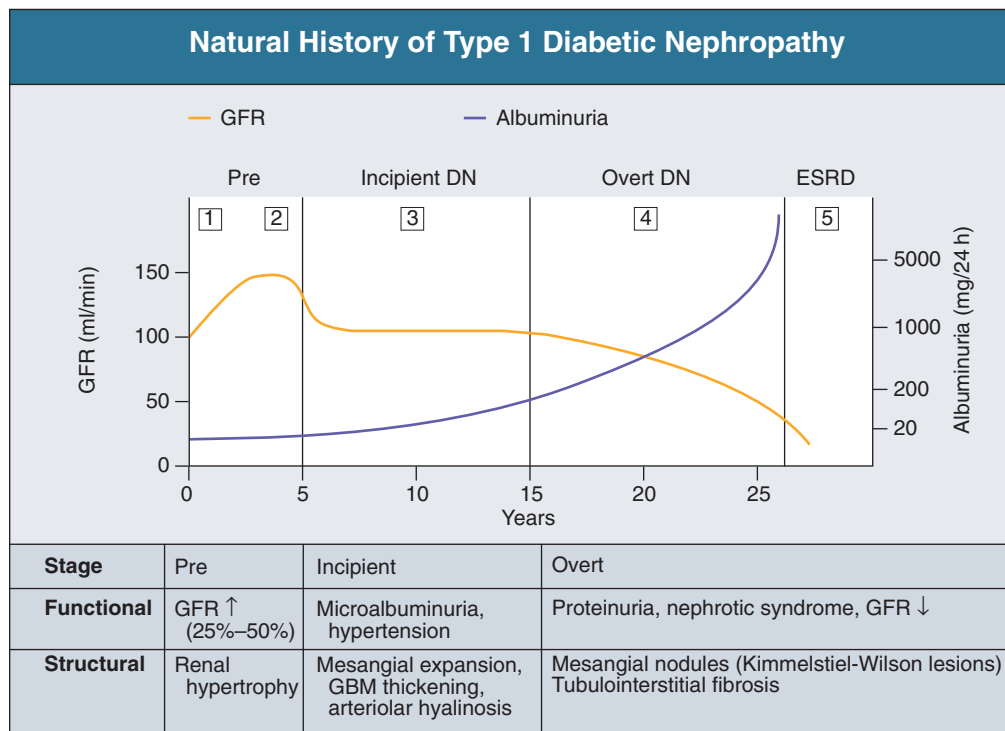 Natural History of Type 1 Diabetic Nephropathy
GFR
Albuminuria
Pre
Incipient DN
Overt DN
ESRD
1
2
3
4
5
GFR (ml/min)
150
100
50
0
5000
1000
200
20
Albuminuria (mg/24 h)
0
5
10
15
20
25
Years
Stage
Pre
Incipient
Overt
Functional
GFR ↑
(25%–50%)
Microalbuminuria,
hypertension
Proteinuria, nephrotic syndrome, GFR ↓
Structural
Renal
hypertrophy
Mesangial expansion,
GBM thickening,
arteriolar hyalinosis
Mesangial nodules (Kimmelstiel-Wilson lesions)
Tubulointerstitial fibrosis